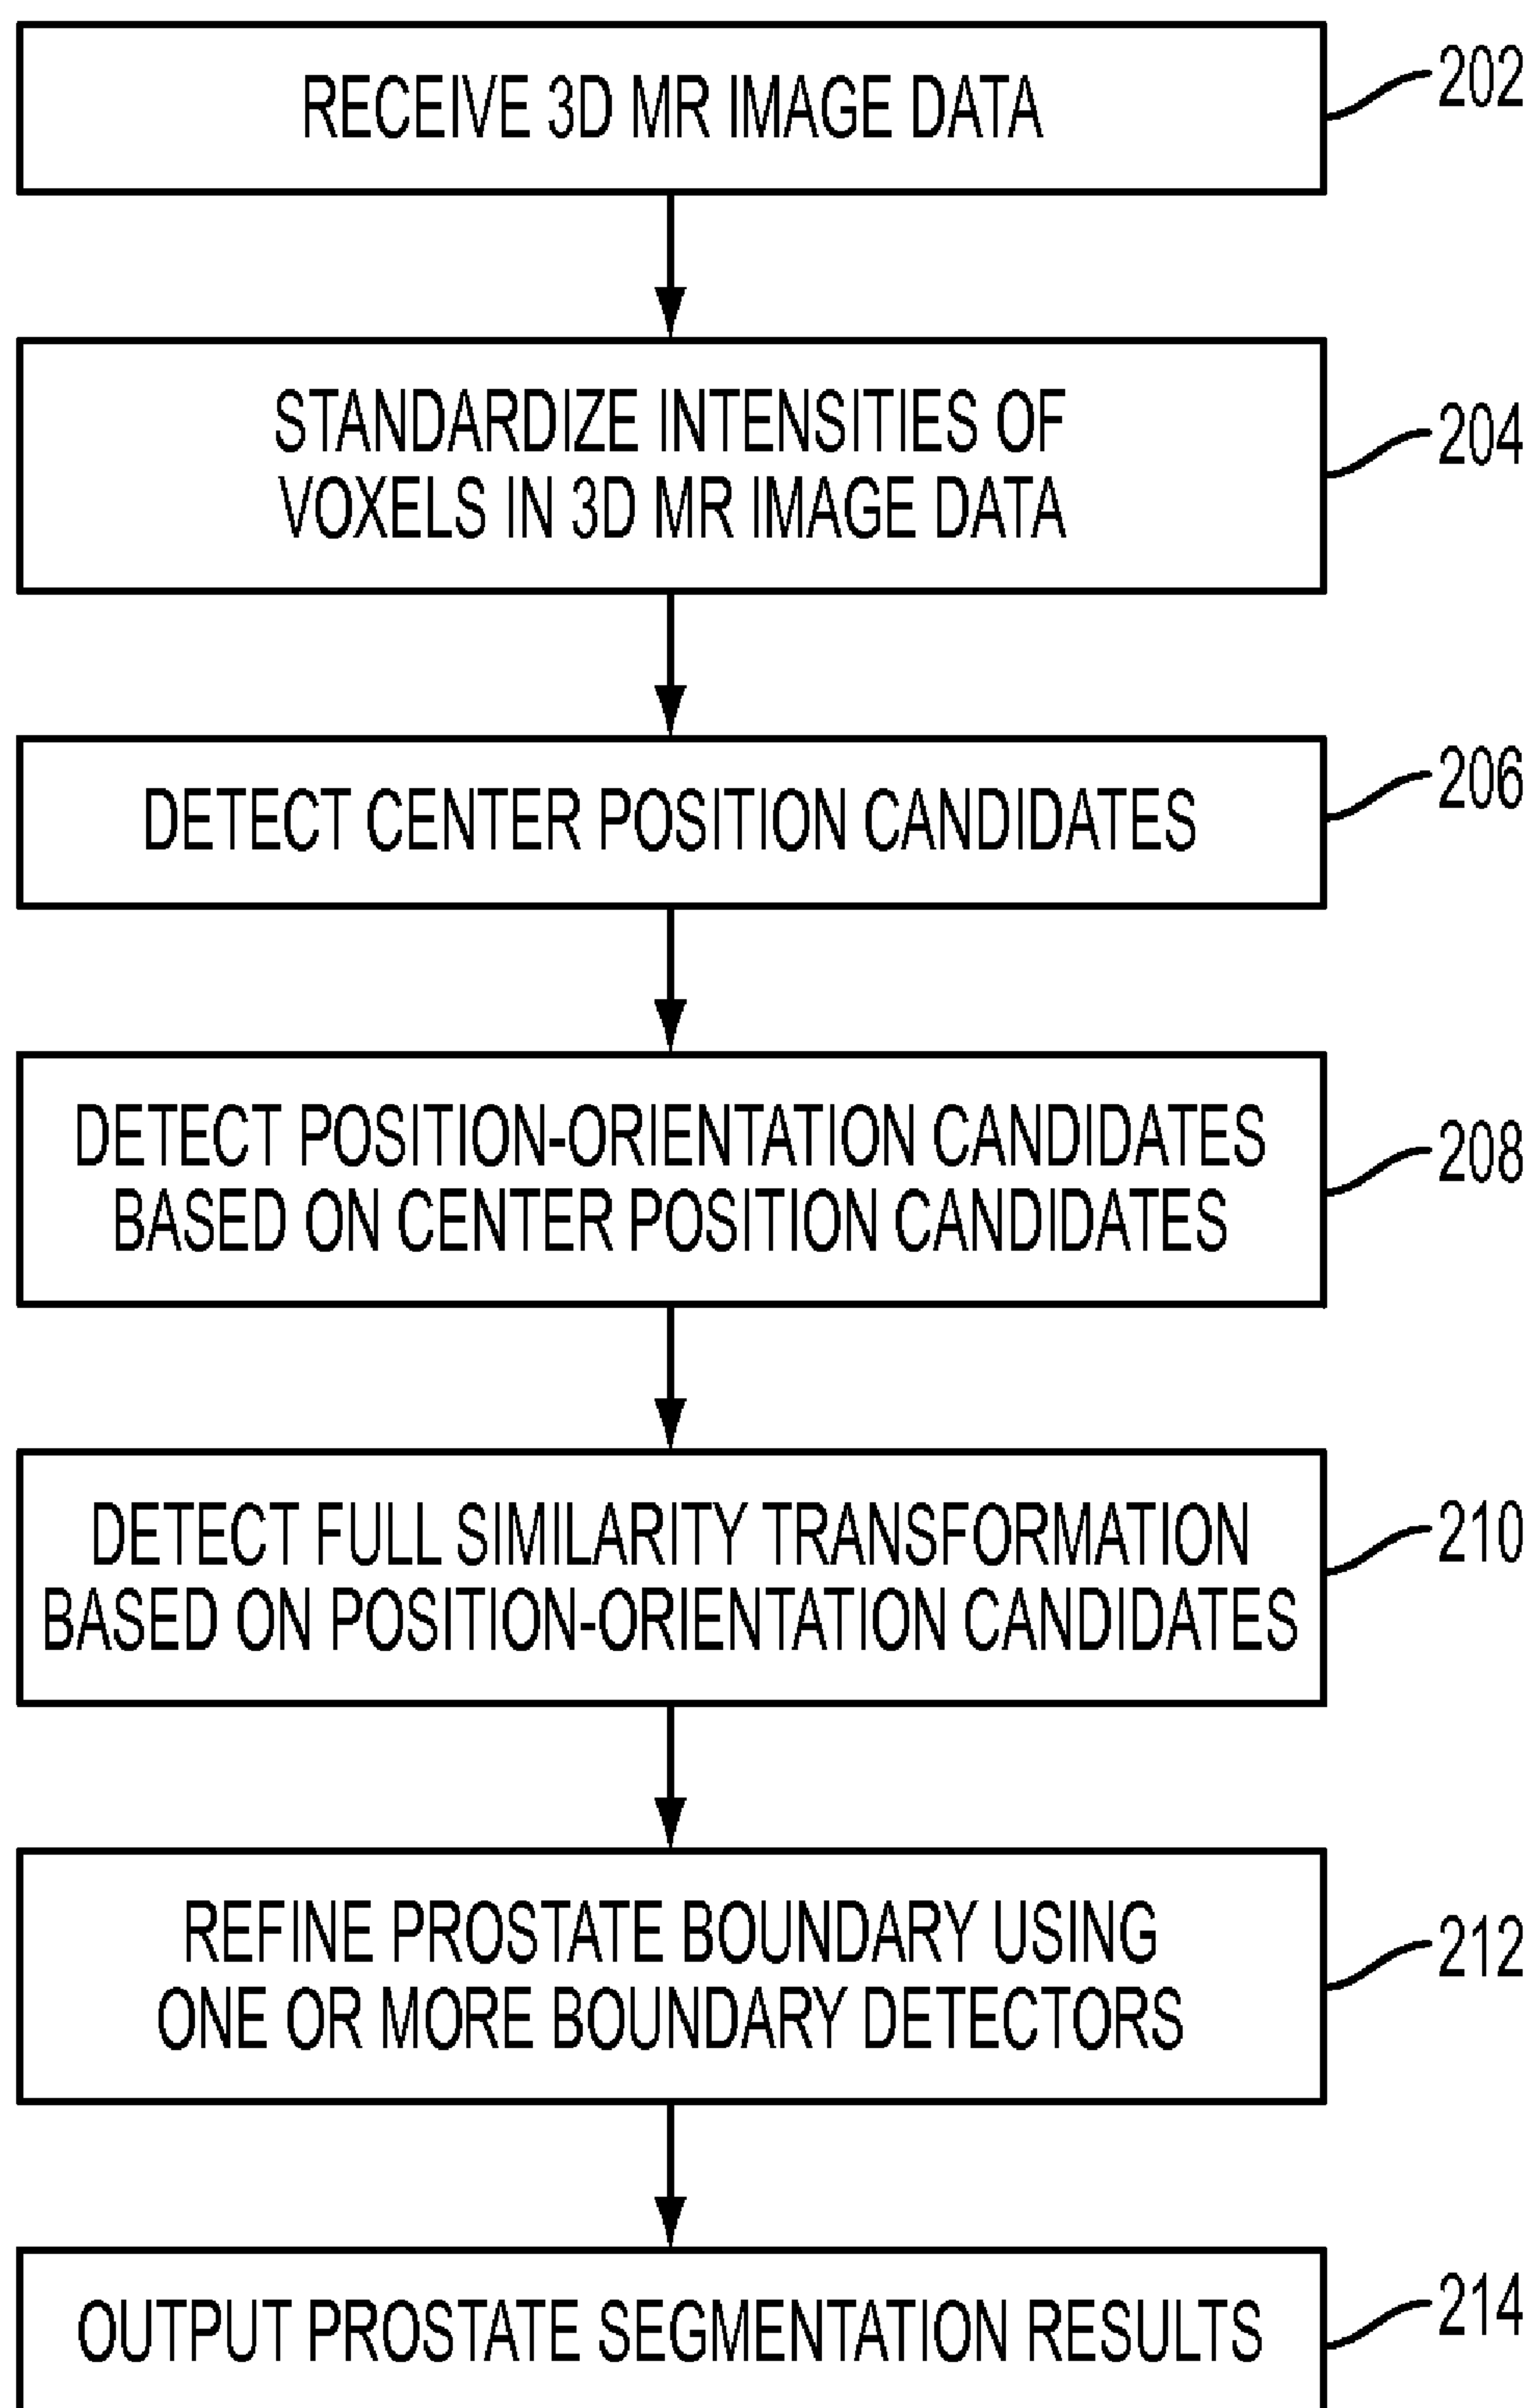 RECEIVE 3D MR IMAGE DATA
202
STANDARDIZE INTENSITIES OF
VOXELS IN 3D MR IMAGE DATA
204
DETECT CENTER POSITION CANDIDATES
206
DETECT POSITION-ORIENTATION CANDIDATES
BASED ON CENTER POSITION CANDIDATES
208
DETECT FULL SIMILARITY TRANSFORMATION
BASED ON POSITION-ORIENTATION CANDIDATES
210
REFINE PROSTATE BOUNDARY USING
ONE OR MORE BOUNDARY DETECTORS
212
OUTPUT PROSTATE SEGMENTATION RESULTS
214